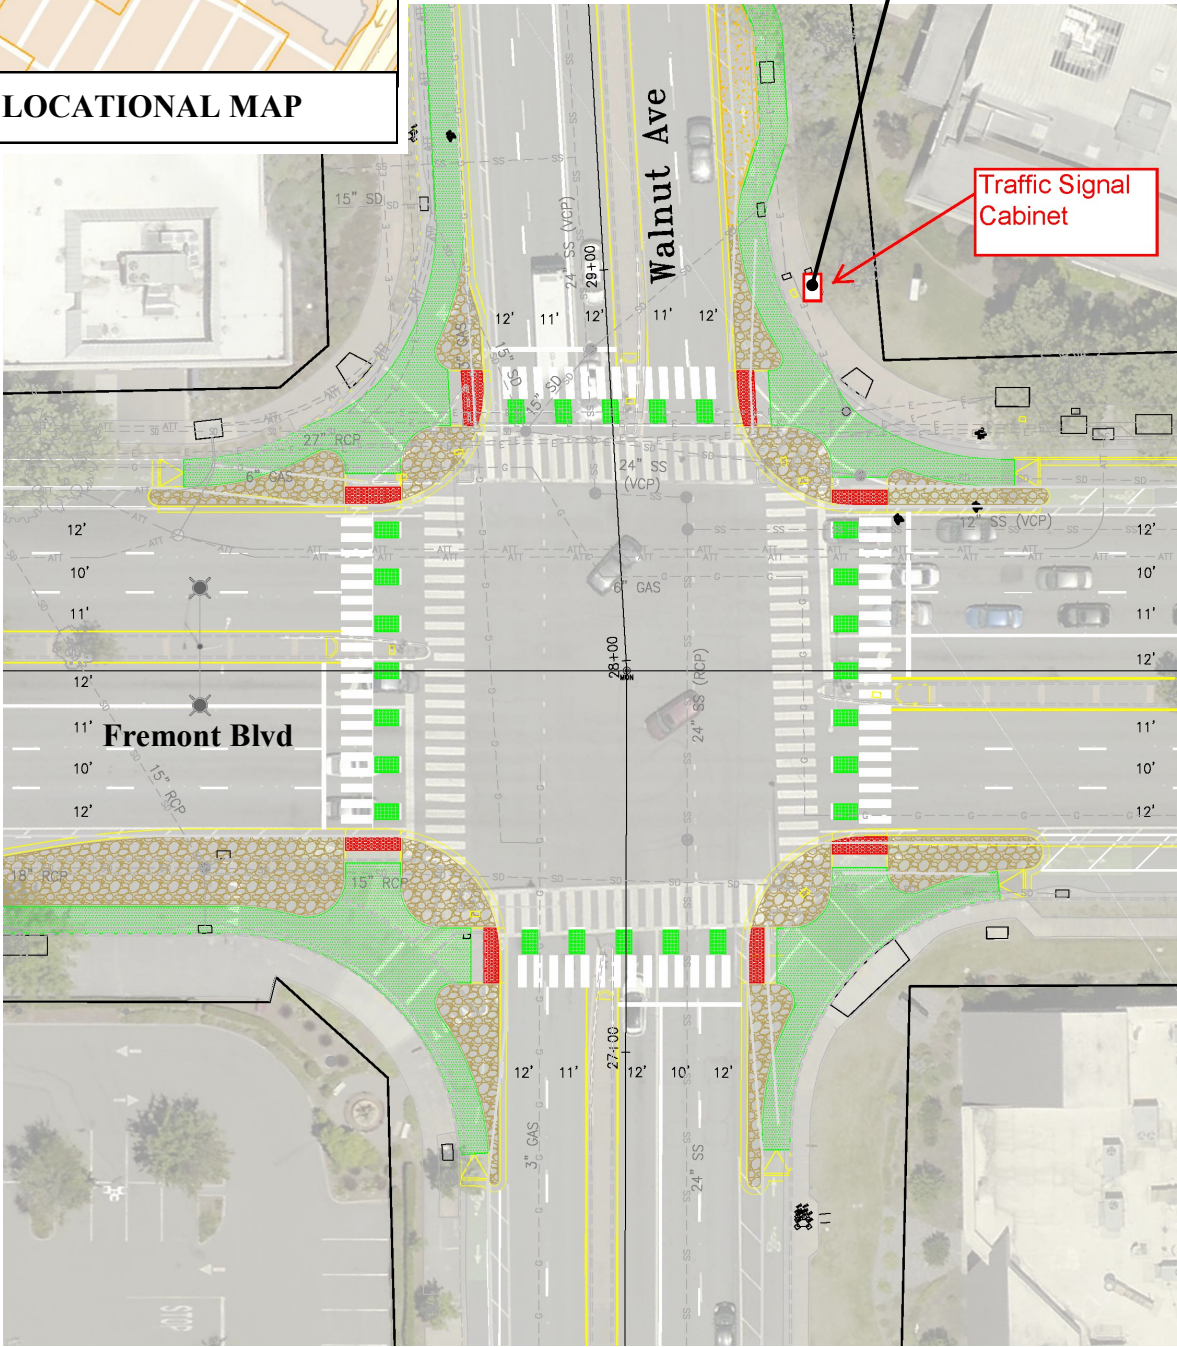 LOCATIONAL MAP
Walnut Ave
Traffic Signal
Cabinet
15" SD
24" SS (VCP)
29+00
12'
11'
12'
11'
12'
GAS
15" SD
15" SD
27" RCP
6" GAS
24" SS
(VCP)
12" SS (VCP)
12'
10'
11'
12'
10'
11'
6" GAS
28+00
MON
24" SS (RCP)
12'
11'
10'
12'
Fremont Blvd
15" RCP
12'
11'
10'
12'
18" RCP
15" RCP
27+00
12'
11'
12'
10'
12'
3" GAS
24" SS
STOP